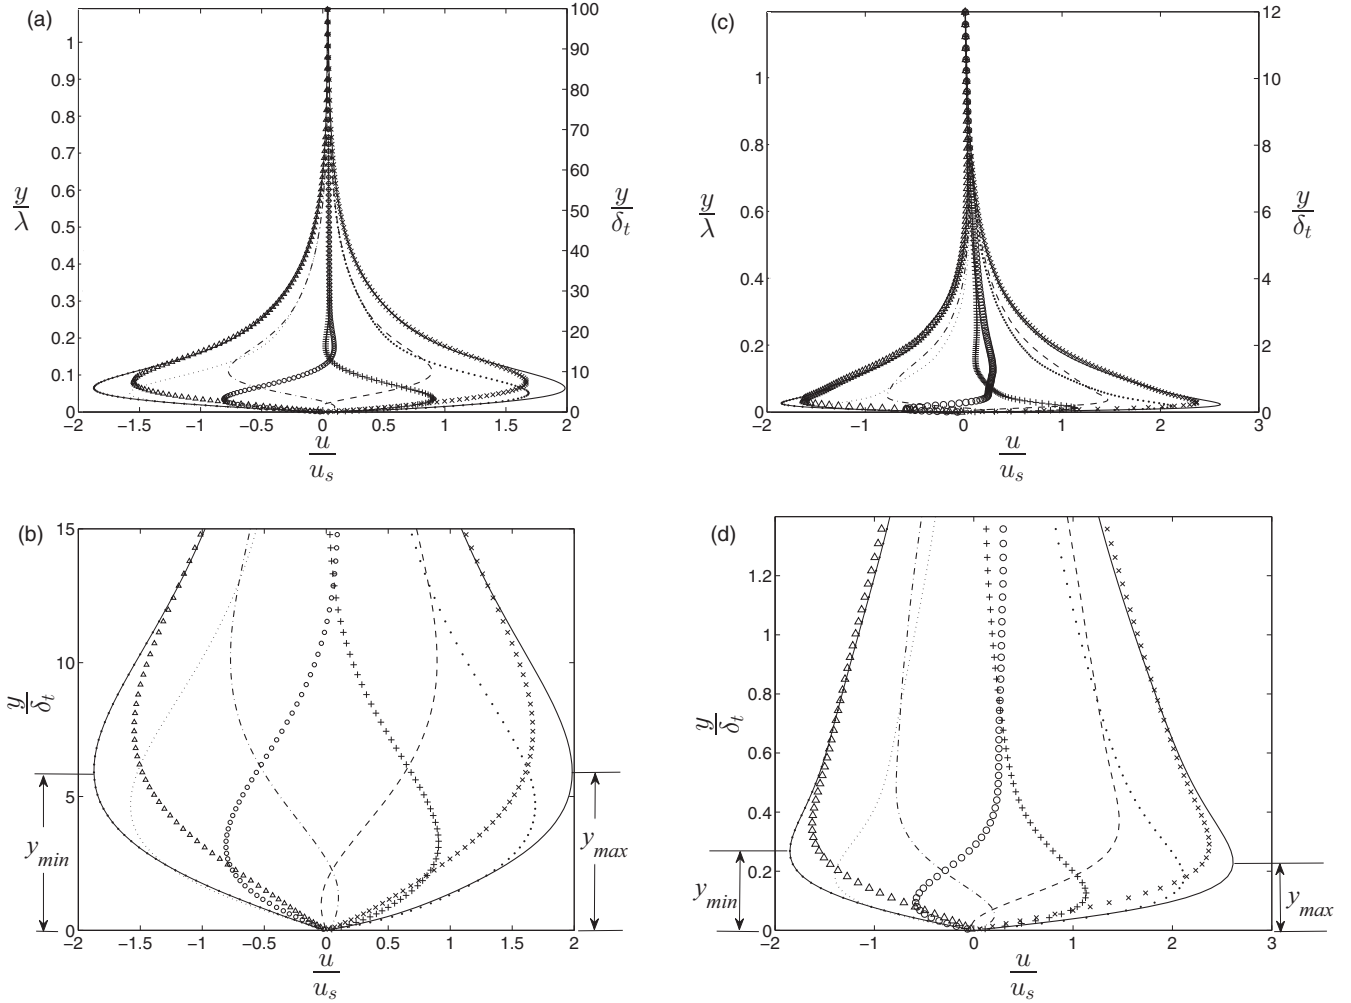 (a)
1
0.9
0.8
0.7
0.6
0.5
0.4
0.3
0.2
0.1
0
y/λ
100
90
80
70
60
50
40
30
20
10
0
y/δ_t
−2 −1.5 −1 −0.5 0 0.5 1 1.5 2
u/u_s
(c)
1
0.8
0.6
0.4
0.2
0
y/λ
12
10
8
6
4
2
0
y/δ_t
−2 −1 0 1 2 3
u/u_s
(b)
15
10
5
0
y/δ_t
y_min
y_max
−2 −1.5 −1 −0.5 0 0.5 1 1.5 2
u/u_s
(d)
1.2
1
0.8
0.6
0.4
0.2
0
y/δ_t
y_min
y_max
−2 −1 0 1 2 3
u/u_s